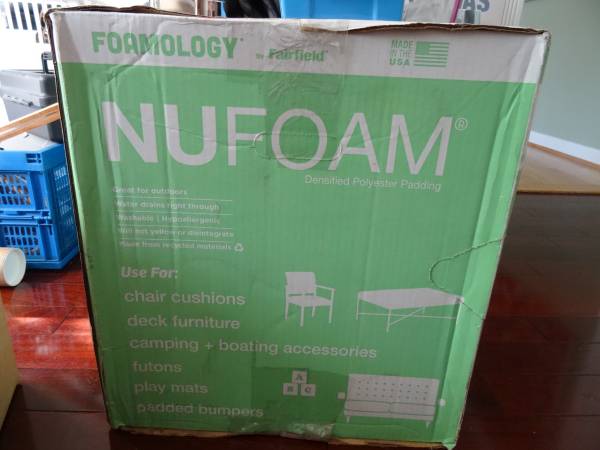 AS
FOAMOLOGY by Fairfield
MADE
IN THE
USA
NUFOAM®
Densified Polyester Padding
Great for outdoors
Water drains right through
Washable | Hypoallergenic
Will not yellow or disintegrate
Made from recycled materials
Use For:
chair cushions
deck furniture
camping + boating accessories
futons
play mats
padded bumpers
A
B C